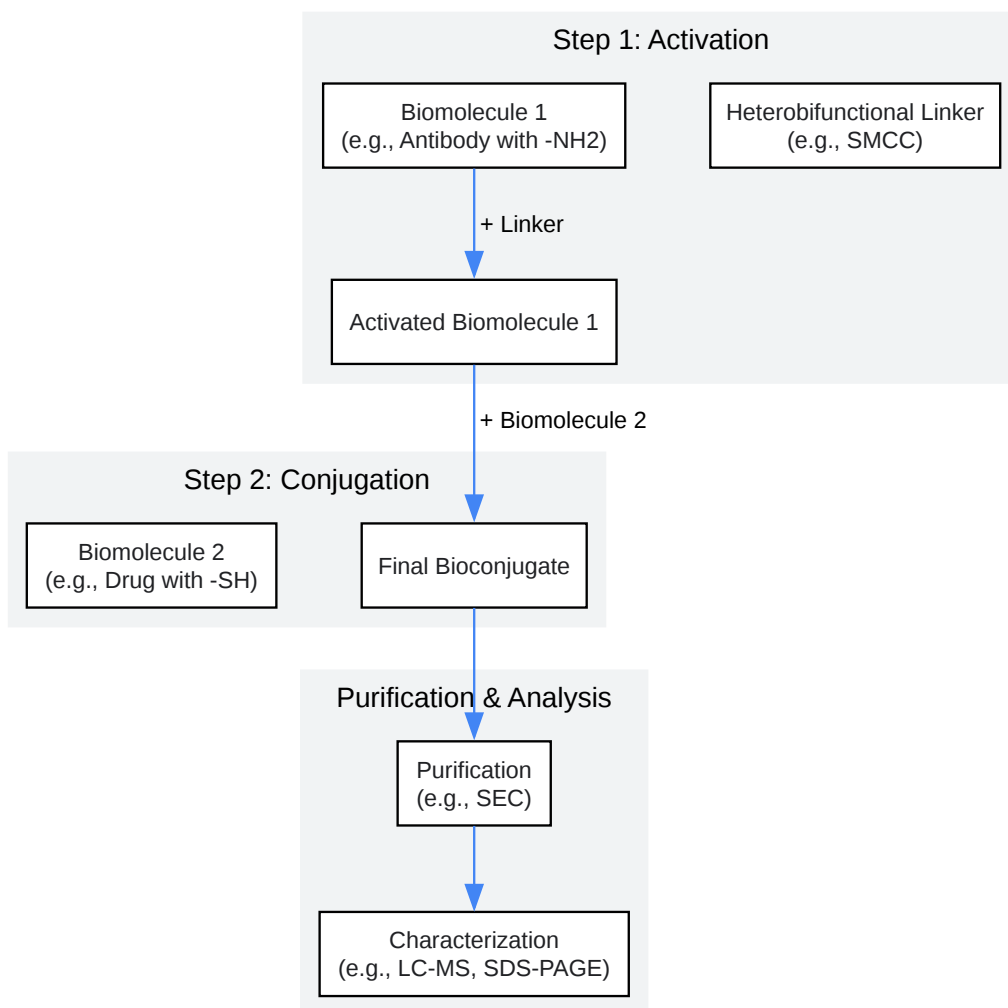 Step 1: Activation
Biomolecule 1
(e.g., Antibody with -NH2)
Heterobifunctional Linker
(e.g., SMCC)
+ Linker
Activated Biomolecule 1
+ Biomolecule 2
Step 2: Conjugation
Biomolecule 2
(e.g., Drug with -SH)
Final Bioconjugate
Purification & Analysis
Purification
(e.g., SEC)
Characterization
(e.g., LC-MS, SDS-PAGE)